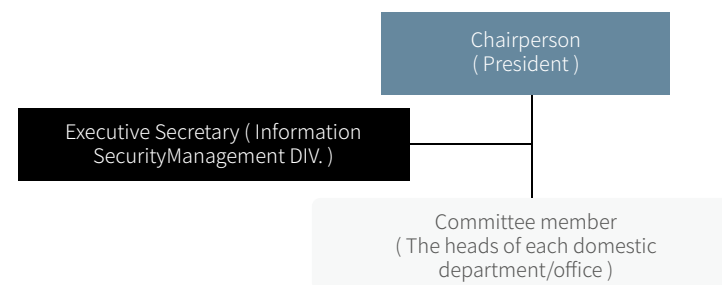 Chairperson
( President )
Executive Secretary ( Information
SecurityManagement DIV. )
Committee member
( The heads of each domestic
department/office )